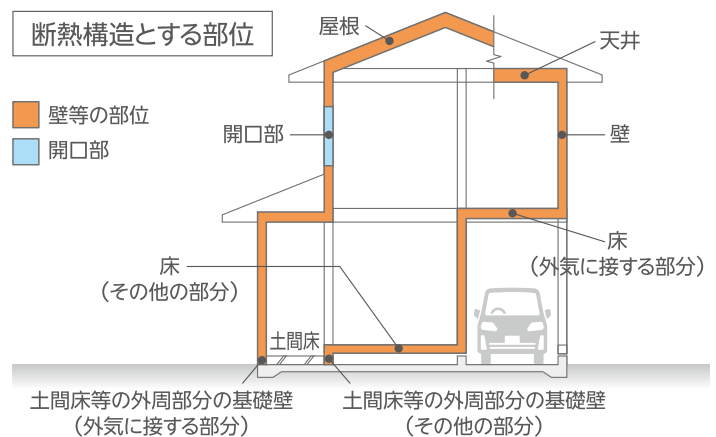 断熱構造とする部位
屋根
天井
壁等の部位
開口部
開口部
壁
床
（外気に接する部分）
床
（その他の部分）
土間床
土間床等の外周部分の基礎壁
（外気に接する部分）
土間床等の外周部分の基礎壁
（その他の部分）